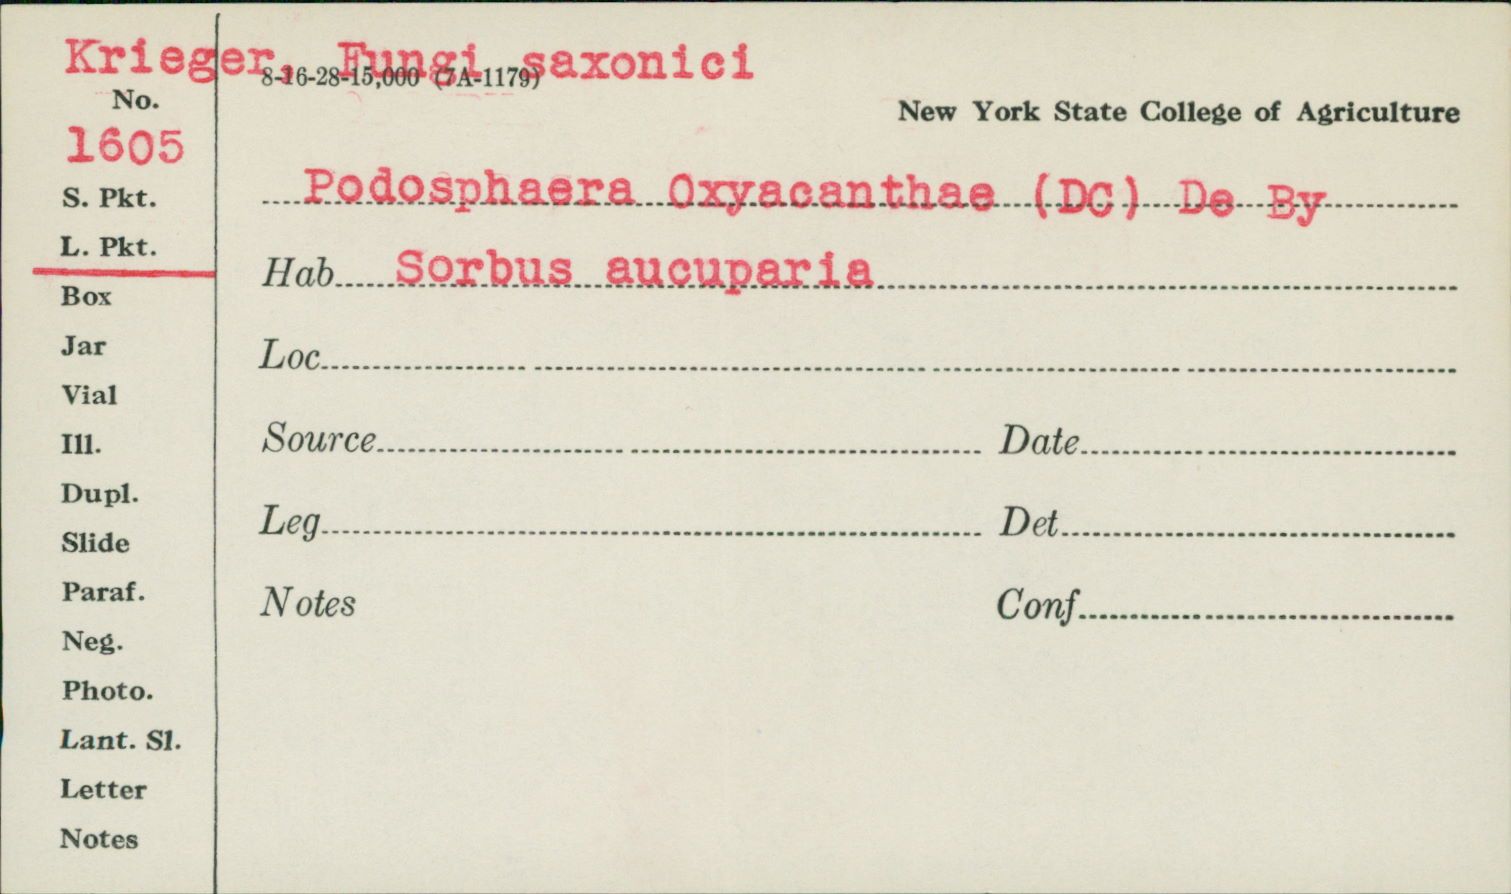 Krieger, Fungi saxonici
8-16-28-15,000 (7A-1179)
No.
New York State College of Agriculture
1605
Podosphaera Oxyacanthae (DC) De By
S. Pkt.
L. Pkt.
Hab Sorbus aucuparia
Box
Jar
Loc
Vial
Ill.
Source Date
Dupl.
Slide
Leg Det
Paraf.
Notes Conf
Neg.
Photo.
Lant. Sl.
Letter
Notes